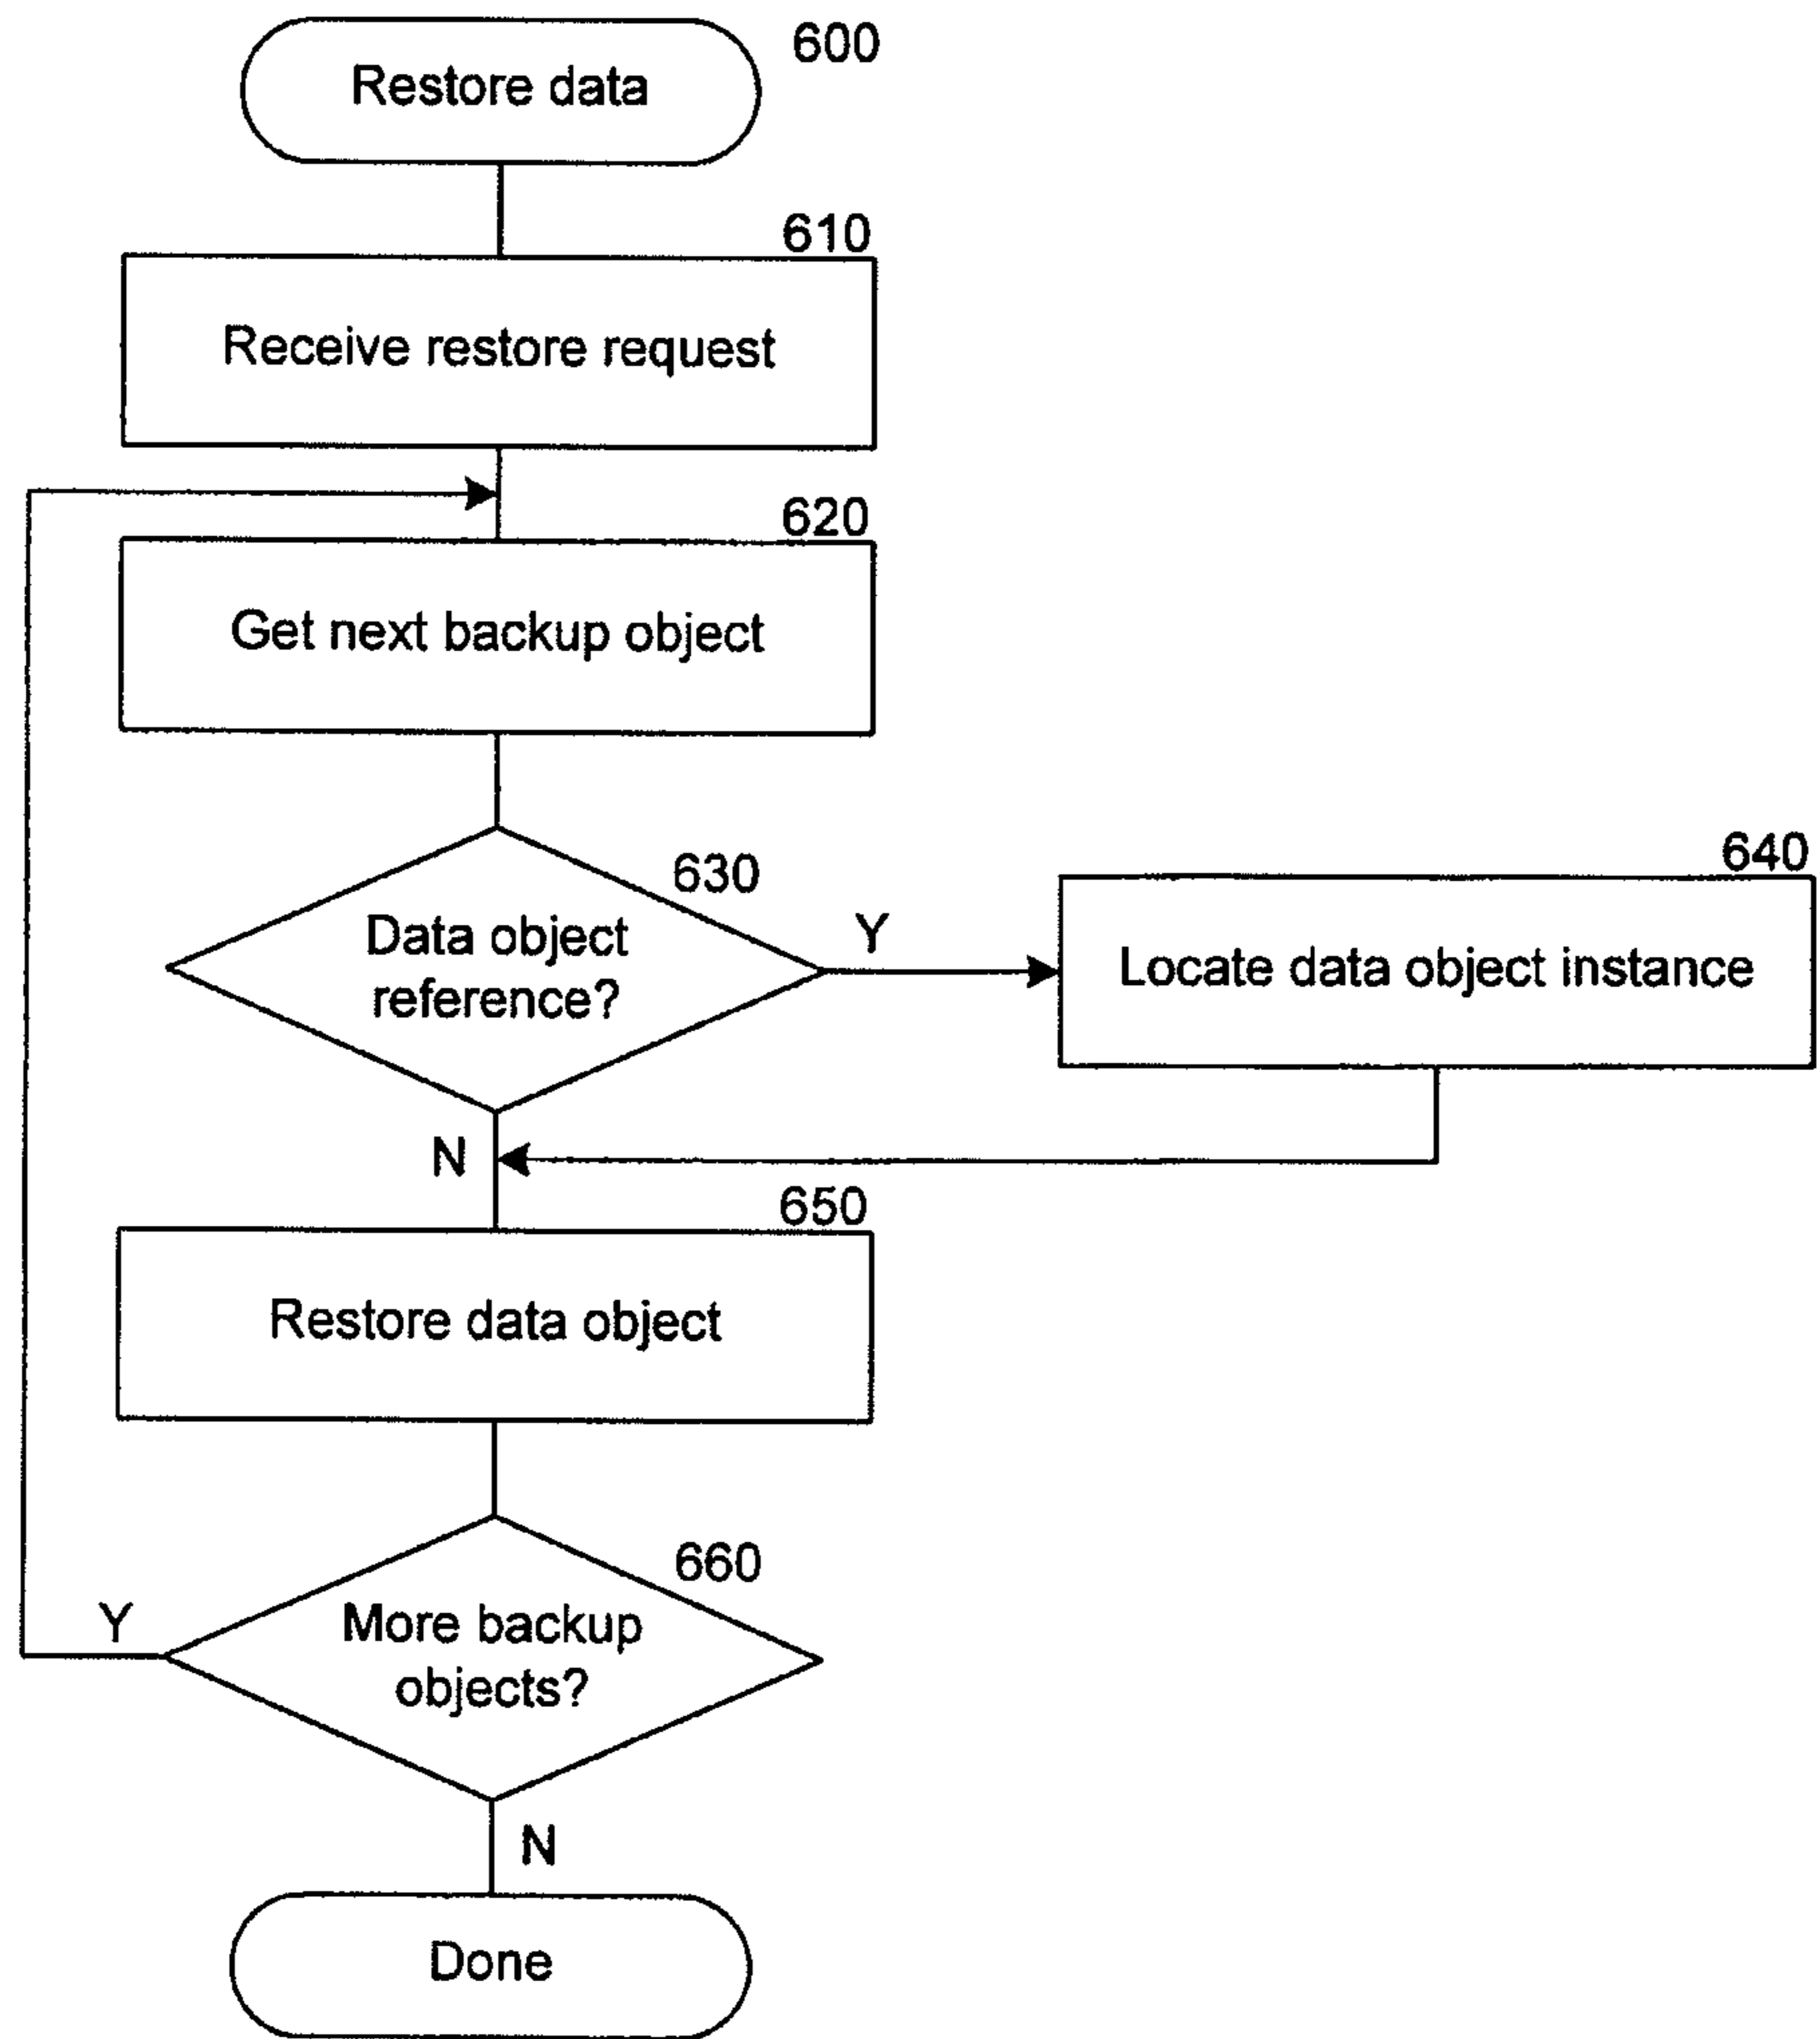 600
Restore data
610
Receive restore request
620
Get next backup object
630
Data object
reference?
Y
640
Locate data object instance
N
650
Restore data object
660
More backup
objects?
Y
N
Done